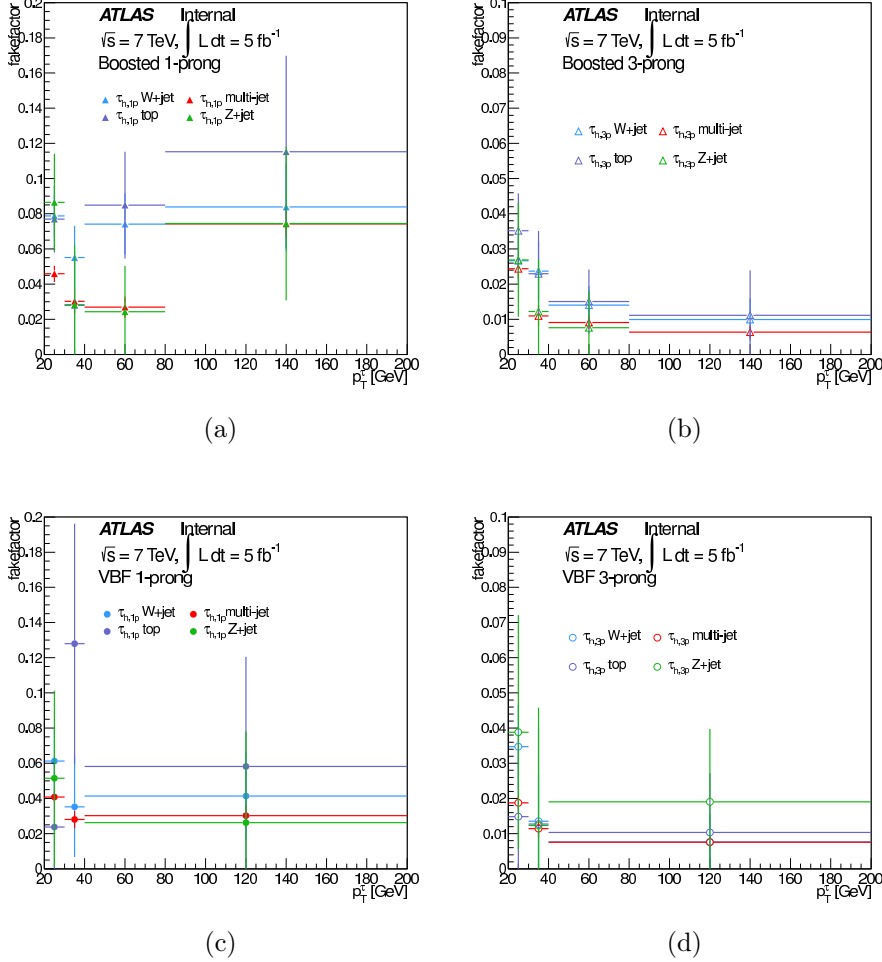 ATLAS Internal
√s = 7 TeV, ∫ L dt = 5 fb⁻¹
Boosted 1-prong
τh,1p W+jet τh,1p multi-jet
τh,1p top τh,1p Z+jet
fakefactor
0.2
0.18
0.16
0.14
0.12
0.1
0.08
0.06
0.04
0.02
0
20 40 60 80 100 120 140 160 180 200
pTτ [GeV]
(a)
ATLAS Internal
√s = 7 TeV, ∫ L dt = 5 fb⁻¹
Boosted 3-prong
τh,3p W+jet τh,3p multi-jet
τh,3p top τh,3p Z+jet
fakefactor
0.1
0.09
0.08
0.07
0.06
0.05
0.04
0.03
0.02
0.01
0
20 40 60 80 100 120 140 160 180 200
pTτ [GeV]
(b)
ATLAS Internal
√s = 7 TeV, ∫ L dt = 5 fb⁻¹
VBF 1-prong
τh,1p W+jet τh,1p multi-jet
τh,1p top τh,1p Z+jet
fakefactor
0.2
0.18
0.16
0.14
0.12
0.1
0.08
0.06
0.04
0.02
0
20 40 60 80 100 120 140 160 180 200
pTτ [GeV]
(c)
ATLAS Internal
√s = 7 TeV, ∫ L dt = 5 fb⁻¹
VBF 3-prong
τh,3p W+jet τh,3p multi-jet
τh,3p top τh,3p Z+jet
fakefactor
0.1
0.09
0.08
0.07
0.06
0.05
0.04
0.03
0.02
0.01
0
20 40 60 80 100 120 140 160 180 200
pTτ [GeV]
(d)